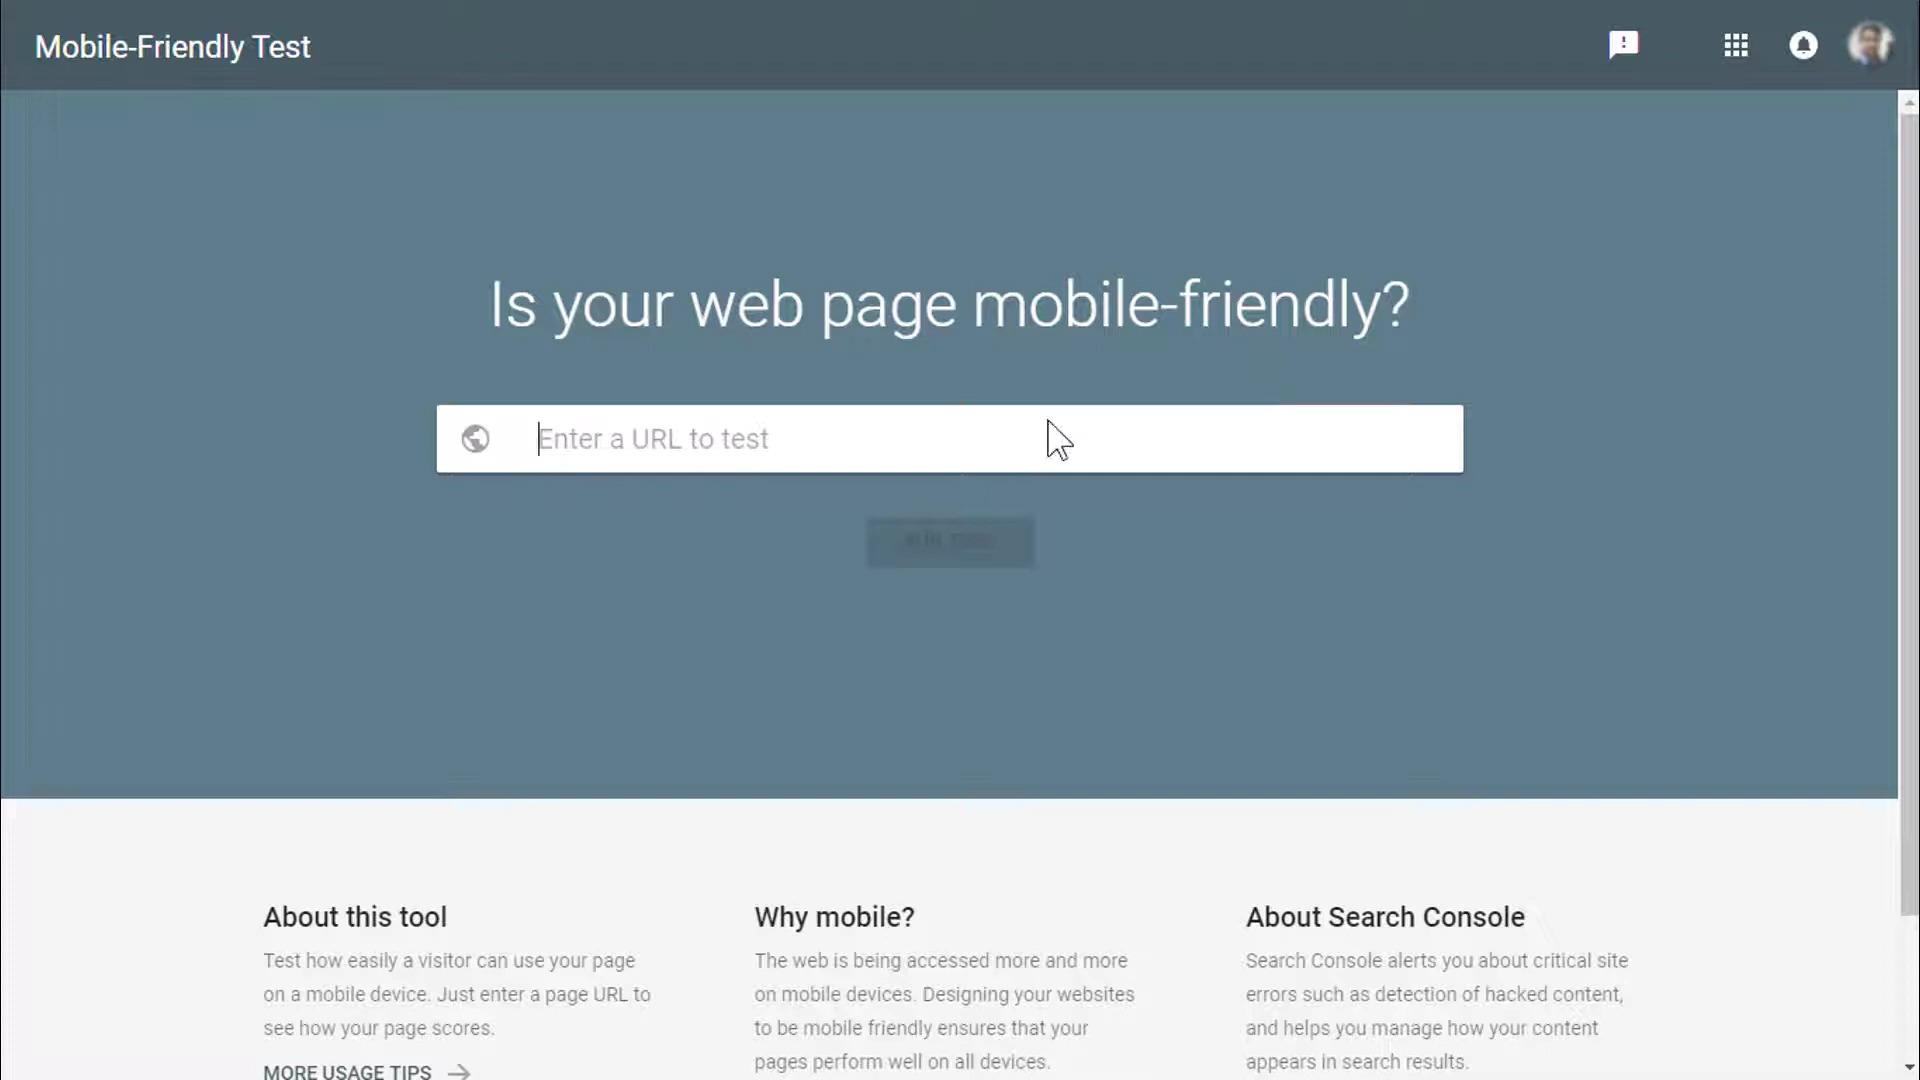 Mobile-Friendly Test
Is your web page mobile-friendly?
Enter a URL to test
About this tool
Test how easily a visitor can use your page
on a mobile device. Just enter a page URL to
see how your page scores.
MORE USAGE TIPS
Why mobile?
The web is being accessed more and more
on mobile devices. Designing your websites
to be mobile friendly ensures that your
pages perform well on all devices.
About Search Console
Search Console alerts you about critical site
errors such as detection of hacked content,
and helps you manage how your content
appears in search results.